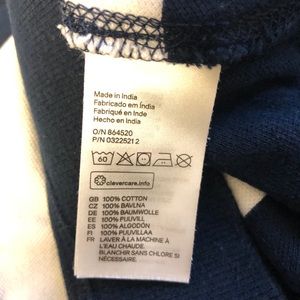 Made in India
Fabricado em Índia
Fabriqué en Inde
Hecho en India
O/N 864520
P/N 03225212
60
clevercare.info
GB 100% COTTON
CZ 100% BAVLNA
DE 100% BAUMWOLLE
EE 100% PUUVILL
ES 100% ALGODÓN
FI 100% PUUVILLAA
FR LAVER À LA MACHINE À
L'EAU CHAUDE.
BLANCHIR SANS CHLORE SI
NÉCESSAIRE.